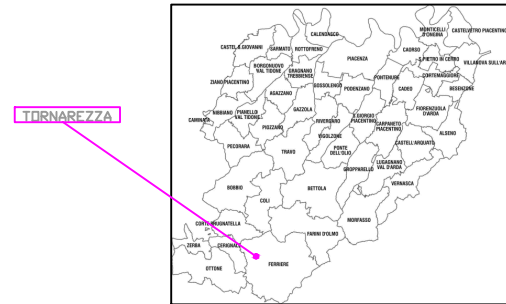 MONTICELLI
D'ONGINA
CASTELVETRO PIACENTINO
CALENDASCO
CASTEL S.GIOVANNI
SARMATO
ROTTOFRENO
CAORSO
S.PIETRO IN CERRO
VILLANOVA SULL'AR
PIACENZA
BORGONOVO
VAL TIDONE
GRAGNANO
TREBBIENSE
CORTEMAGGIORE
ZIANO PIACENTINO
GOSSOLENGO
PODENZANO
PONTENURE
CADEO
BESENZONE
AGAZZANO
TORNAREZZA
NIBBIANO
PIANELLO
VAL TIDONE
GAZZOLA
FIORENZUOLA
D'ARDA
CAMINATA
RIVERGARO
S.GIORGIO
PIACENTINO
CARPANETO
PIACENTINO
PIOZZANO
VIGOLZONE
ALSENO
PECORARA
TRAVO
PONTE
DELL'OLIO
CASTELL'ARQUATO
GROPPARELLO
LUGAGNANO
VAL D'ARDA
BOBBIO
BETTOLA
VERNASCA
COLI
CORTE BRUGNATELLA
MORFASSO
FARINI D'OLMO
ZERBA
CERIGNALE
OTTONE
FERRIERE